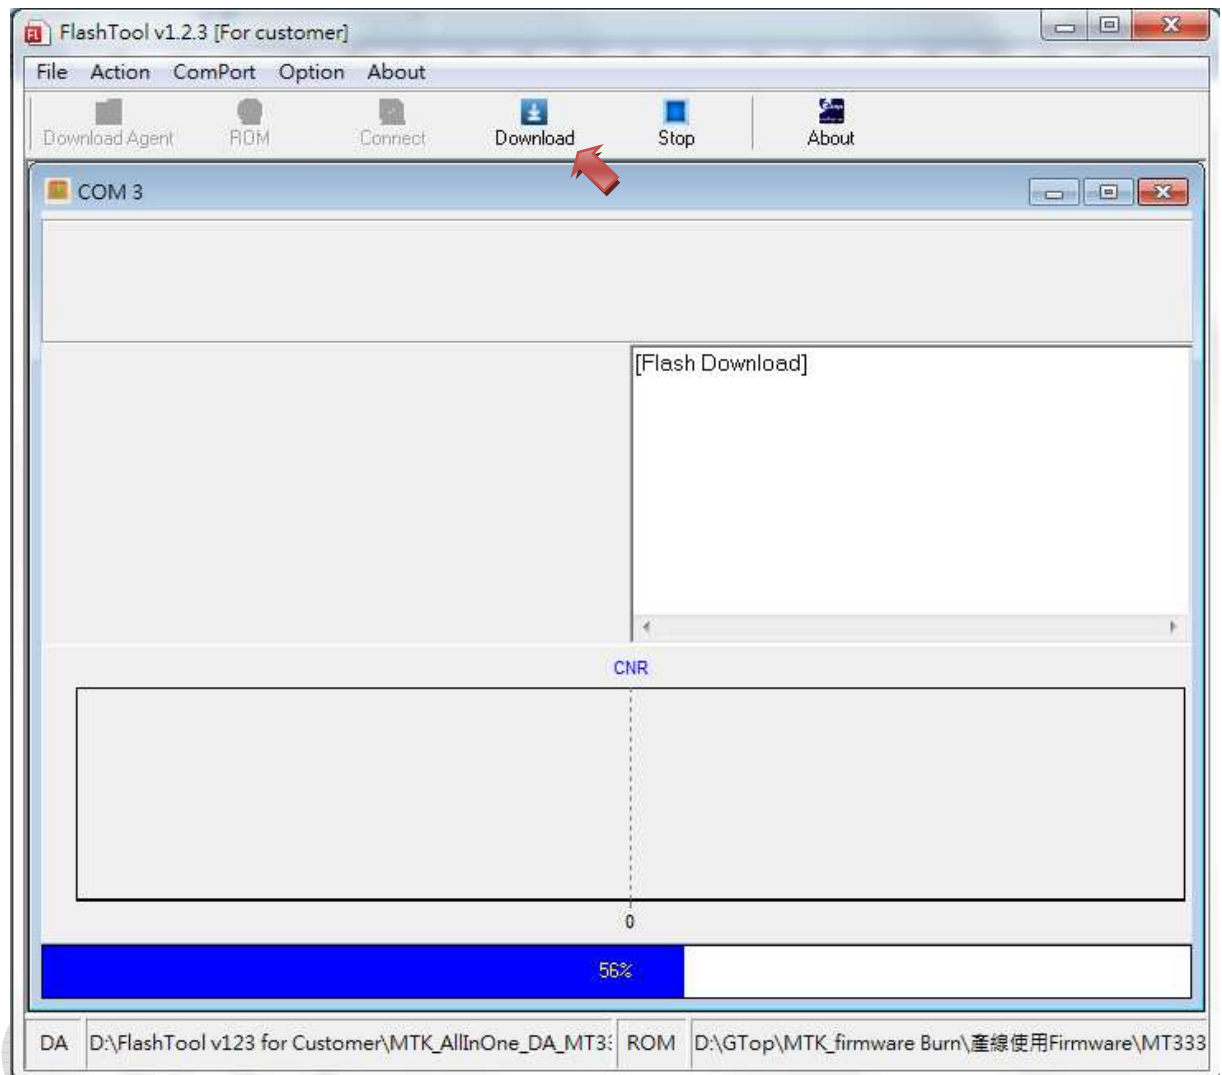 FlashTool v1.2.3 [For customer]
File Action ComPort Option About
Download Agent ROM Connect Download Stop About
COM 3
[Flash Download]
CNR
0
56%
DA D:\FlashTool v123 for Customer\MTK_AllInOne_DA_MT33 ROM D:\GTop\MTK_firmware Burn\產線使用Firmware\MT333